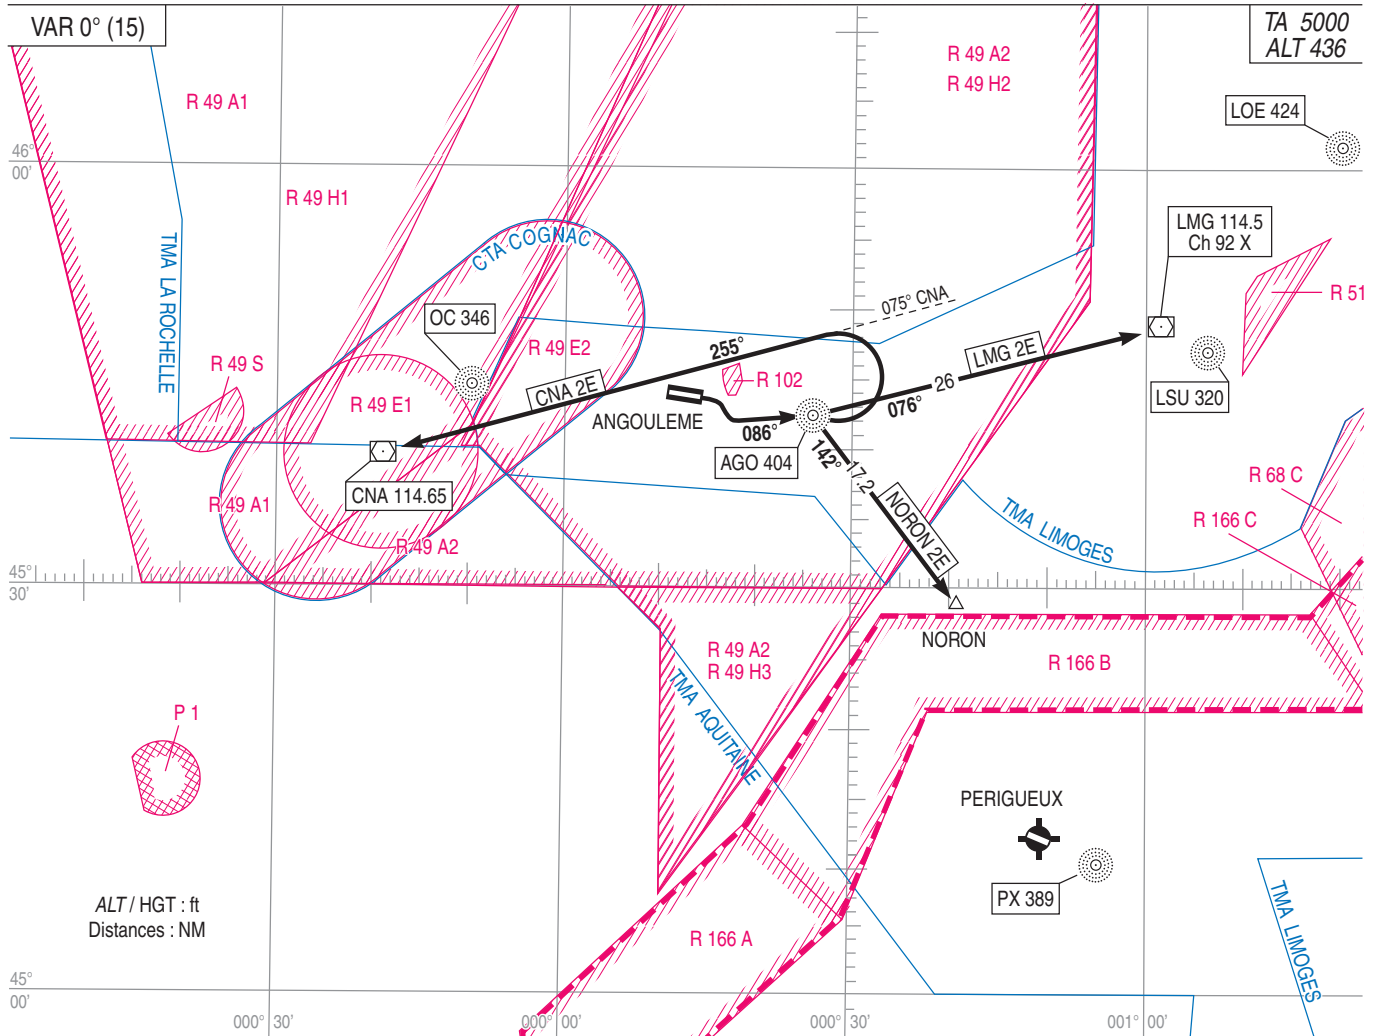 VAR 0° (15)
TA 5000
ALT 436
R 49 A1
R 49 A2
R 49 H2
LOE 424
46°
00'
R 49 H1
LMG 114.5
Ch 92 X
TMA LA ROCHELLE
CTA COGNAC
R 51
075° CNA
OC 346
R 49 E2
255°
LMG 2E
R 49 S
R 102
26
CNA 2E
LSU 320
R 49 E1
076°
ANGOULEME
086°
142°
AGO 404
17.2
CNA 114.65
R 49 A1
NORON 2E
TMA LIMOGES
R 68 C
R 166 C
R 49 A2
45°
30'
NORON
R 49 A2
R 49 H3
R 166 B
TMA AQUITAINE
P 1
PERIGUEUX
PX 389
ALT / HGT : ft
Distances : NM
R 166 A
TMA LIMOGES
45°
00'
000° 30'
000° 00'
000° 30'
001° 00'